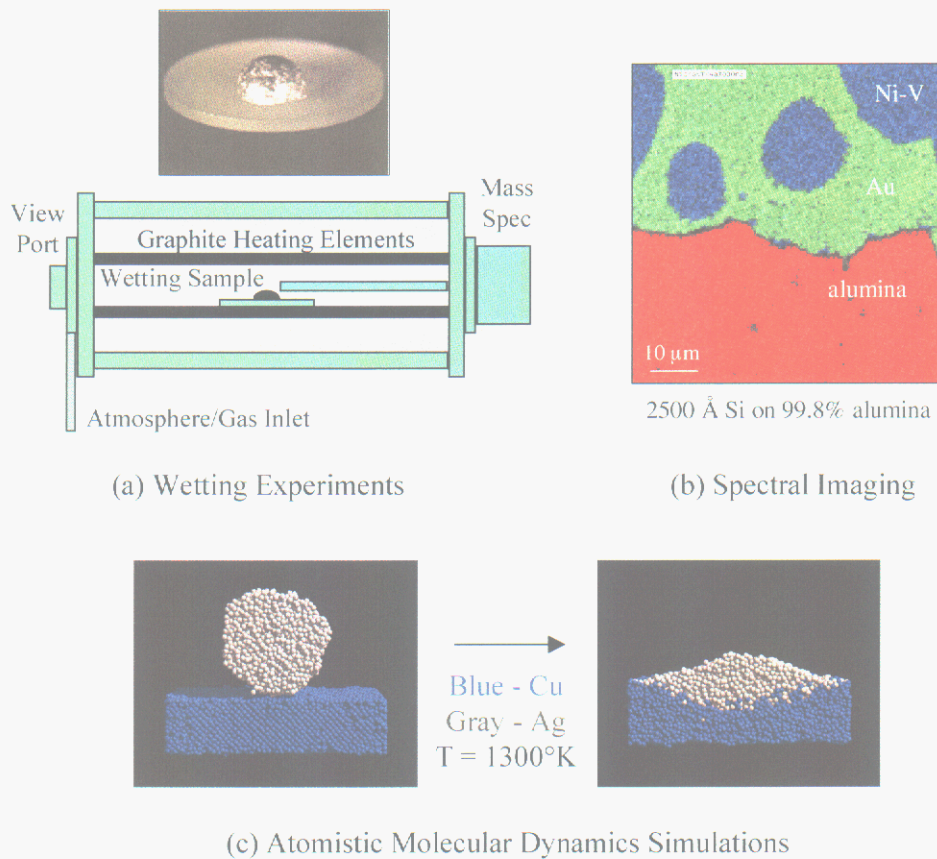 View
Port
Mass
Spec
Graphite Heating Elements
Wetting Sample
Atmosphere/Gas Inlet
(a) Wetting Experiments
Ni-V
Au
alumina
10 µm
2500 Å Si on 99.8% alumina
(b) Spectral Imaging
Blue - Cu
Gray - Ag
T = 1300°K
(c) Atomistic Molecular Dynamics Simulations